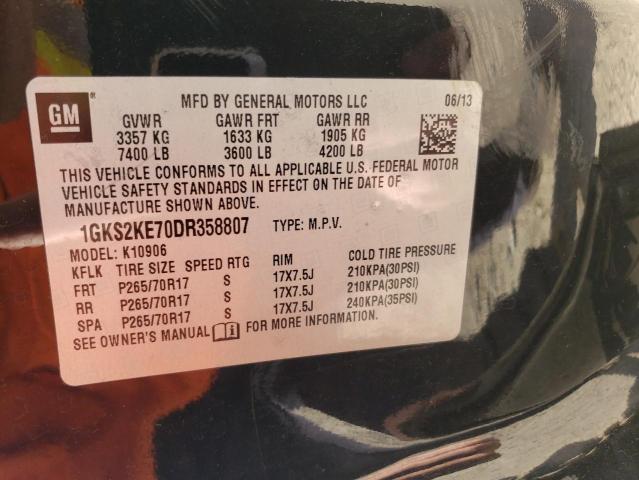 GM ®
MFD BY GENERAL MOTORS LLC 06/13
GVWR GAWR FRT GAWR RR
3357 KG 1633 KG 1905 KG
7400 LB 3600 LB 4200 LB
THIS VEHICLE CONFORMS TO ALL APPLICABLE U.S. FEDERAL MOTOR
VEHICLE SAFETY STANDARDS IN EFFECT ON THE DATE OF
MANUFACTURE SHOWN ABOVE.
1GKS2KE70DR358807 TYPE: M.P.V.
MODEL: K10906
KFLK TIRE SIZE SPEED RTG RIM COLD TIRE PRESSURE
FRT P265/70R17 S 17X7.5J 210KPA(30PSI)
RR P265/70R17 S 17X7.5J 210KPA(30PSI)
SPA P265/70R17 S 17X7.5J 240KPA(35PSI)
SEE OWNER'S MANUAL FOR MORE INFORMATION.